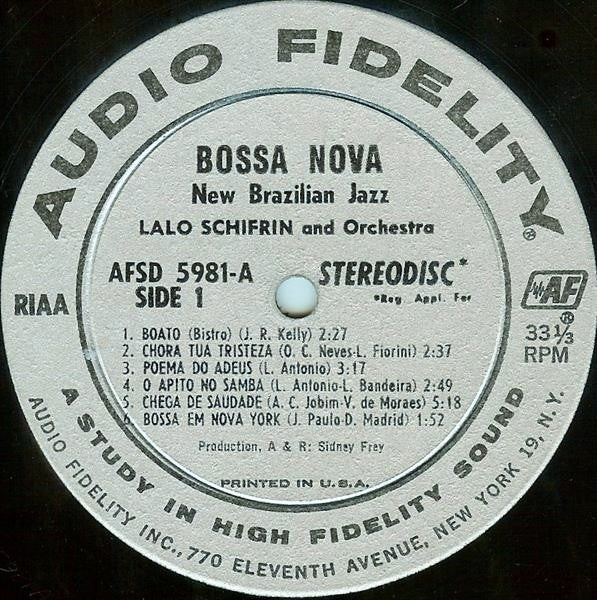 AUDIO FIDELITY®
BOSSA NOVA
New Brazilian Jazz
LALO SCHIFRIN and Orchestra
AFSD 5981-A
SIDE 1
STEREODISC*
*Reg. Appl. For
RIAA
AF®
33 1/3
RPM
1. BOATO (Bistro) (J. R. Kelly) 2:27
2. CHORA TUA TRISTEZA (O. C. Neves-L. Fiorini) 2:37
3. POEMA DO ADEUS (L. Antonio) 3:17
4. O APITO NO SAMBA (L. Antonio-L. Bandeira) 2:49
5. CHEGA DE SAUDADE (A. C. Jobim-V. de Moraes) 5:18
6. BOSSA EM NOVA YORK (J. Paulo-D. Madrid) 1:52
Production, A & R: Sidney Frey
PRINTED IN U.S.A.
A STUDY IN HIGH FIDELITY SOUND
AUDIO FIDELITY INC., 770 ELEVENTH AVENUE, NEW YORK 19, N.Y.